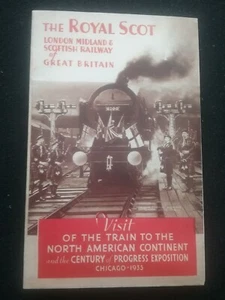 THE ROYAL SCOT
LONDON MIDLAND &
SCOTTISH RAILWAY
of
GREAT BRITAIN
6100
Visit
OF THE TRAIN TO THE
NORTH AMERICAN CONTINENT
and the CENTURY of PROGRESS EXPOSITION
CHICAGO - 1933